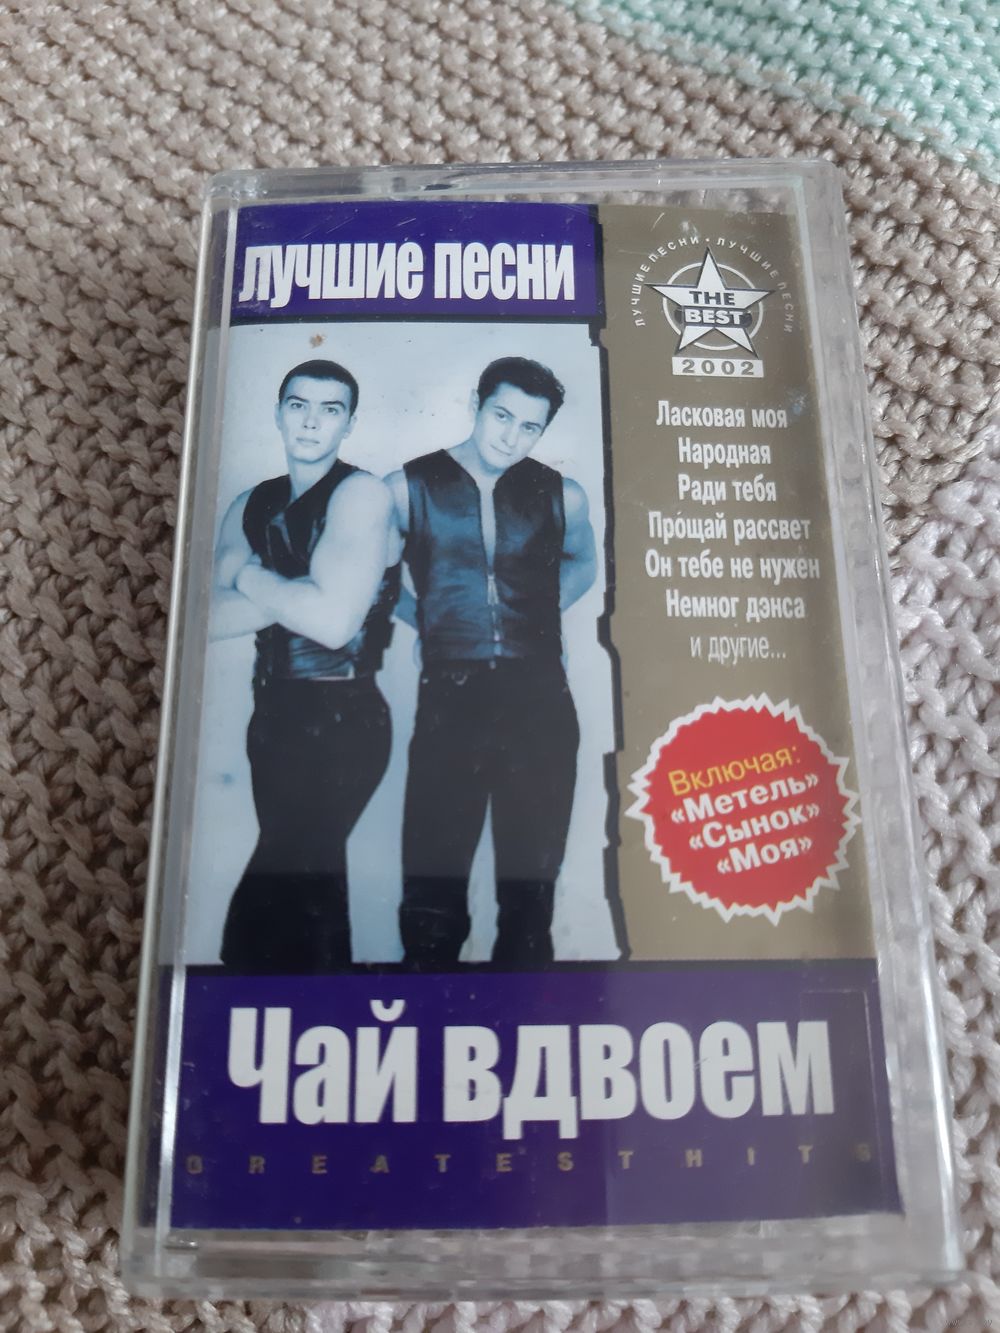 лучшие песни
ЛУЧШИЕ ПЕСНИ • ЛУЧШИЕ ПЕСНИ
THE
BEST
2002
Ласковая моя
Народная
Ради тебя
Прощай рассвет
Он тебе не нужен
Немног дэнса
и другие...
Включая:
«Метель»
«Сынок»
«Моя»
Чай вдвоем
GREATEST HITS